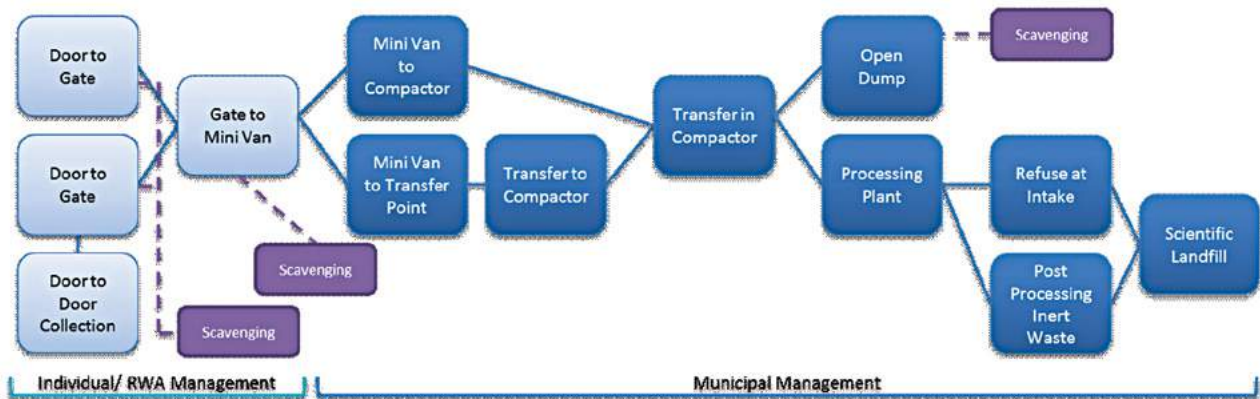 Door to
Gate
Door to
Gate
Door to
Door
Collection
Gate to
Mini Van
Scavenging
Scavenging
Mini Van
to
Compactor
Mini Van
to Transfer
Point
Transfer to
Compactor
Transfer in
Compactor
Open
Dump
Scavenging
Processing
Plant
Refuse at
Intake
Post
Processing
Inert
Waste
Scientific
Landfill
Individual/ RWA Management
Municipal Management